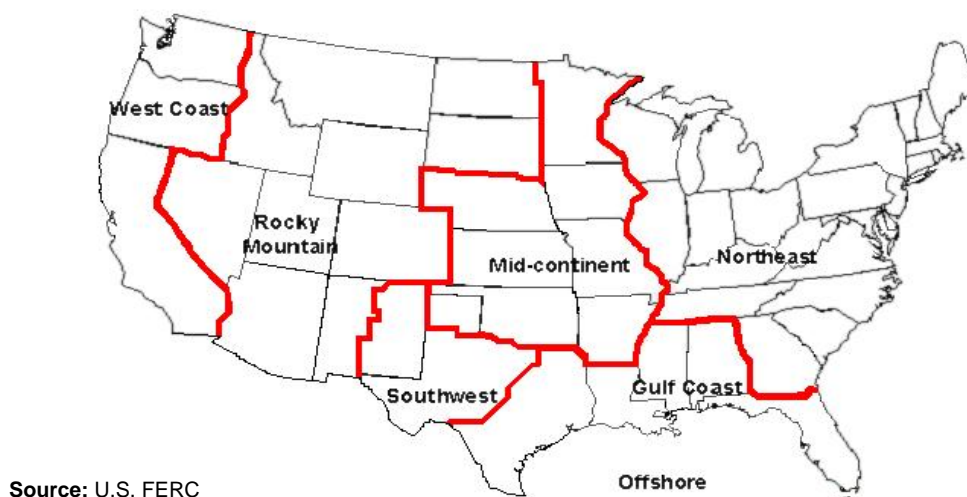 West Coast
Rocky
Mountain
Mid-continent
Northeast
Southwest
Gulf Coast
Offshore
Source: U.S. FERC